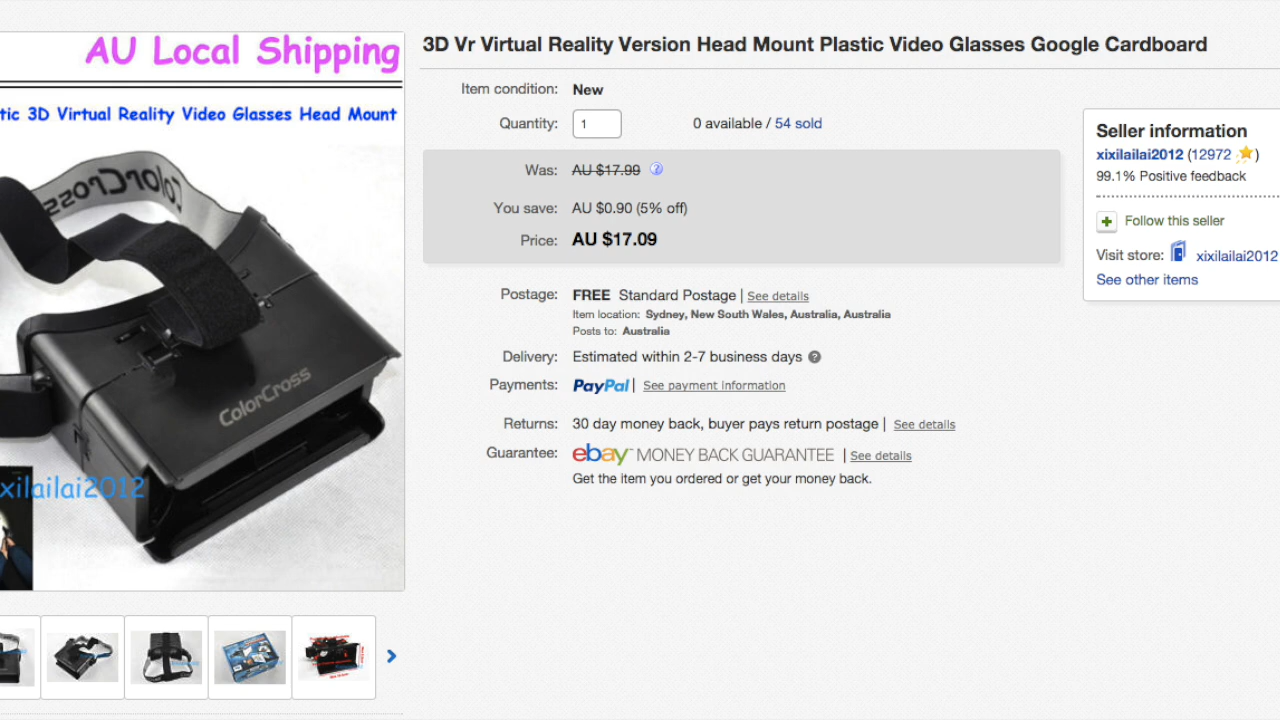 AU Local Shipping
tic 3D Virtual Reality Video Glasses Head Mount
ColorCross
ColorCross
xilailai2012
3D Vr Virtual Reality Version Head Mount Plastic Video Glasses Google Cardboard
Item condition: New
Quantity: 1 0 available / 54 sold
Was: AU $17.99
You save: AU $0.90 (5% off)
Price: AU $17.09
Postage: FREE Standard Postage | See details
Item location: Sydney, New South Wales, Australia, Australia
Posts to: Australia
Delivery: Estimated within 2-7 business days
Payments: PayPal | See payment information
Returns: 30 day money back, buyer pays return postage | See details
Guarantee: ebay™ MONEY BACK GUARANTEE | See details
Get the item you ordered or get your money back.
Seller information
xixilailai2012 (12972 )
99.1% Positive feedback
Follow this seller
Visit store: xixilailai2012
See other items